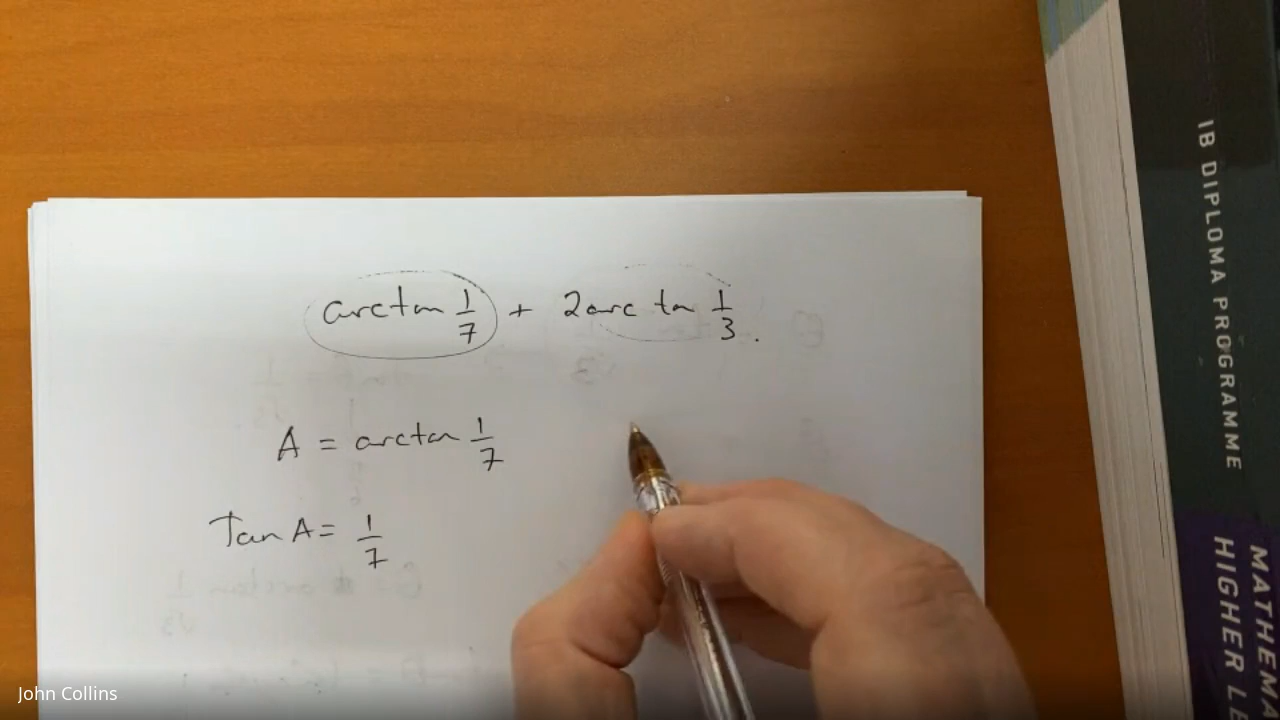 arctan 1/7 + 2arc tan 1/3.
A = arctan 1/7
Tan A = 1/7
IB DIPLOMA PROGRAMME
MATHEMA
HIGHER LE
John Collins